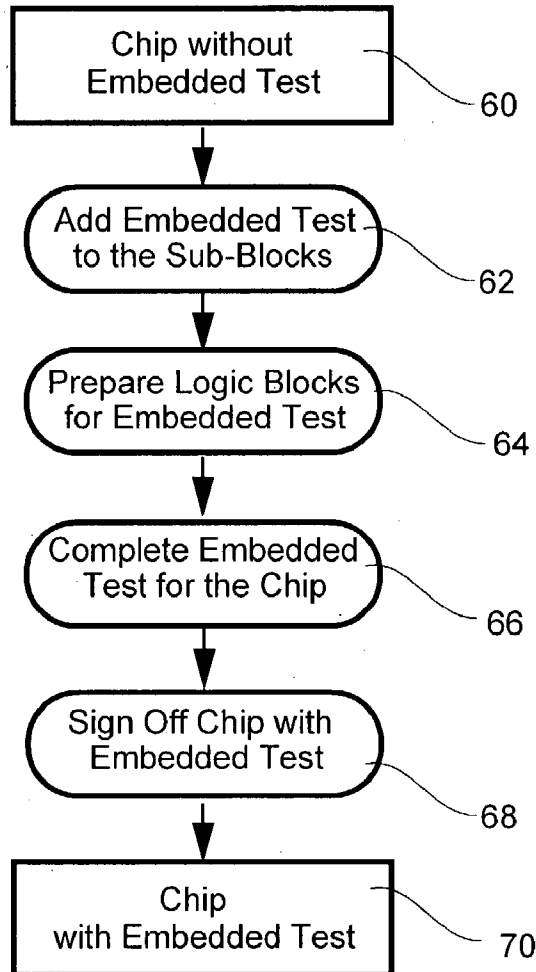 Chip without
Embedded Test
60
Add Embedded Test
to the Sub-Blocks
62
Prepare Logic Blocks
for Embedded Test
64
Complete Embedded
Test for the Chip
66
Sign Off Chip with
Embedded Test
68
Chip
with Embedded Test
70